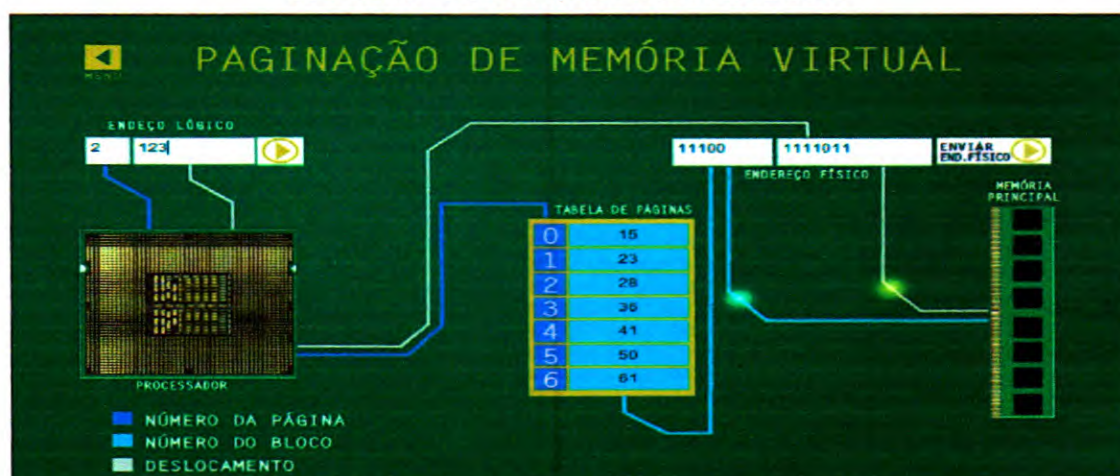 PAGINAÇÃO DE MEMÓRIA VIRTUAL
MENU
ENDEÇO LÓGICO
2 123
11100 1111011 ENVIAR END.FÍSICO
ENDEREÇO FÍSICO
MEMÓRIA
PRINCIPAL
TABELA DE PÁGINAS
0 15
1 23
2 28
3 36
4 41
5 50
6 61
PROCESSADOR
NÚMERO DA PÁGINA
NÚMERO DO BLOCO
DESLOCAMENTO